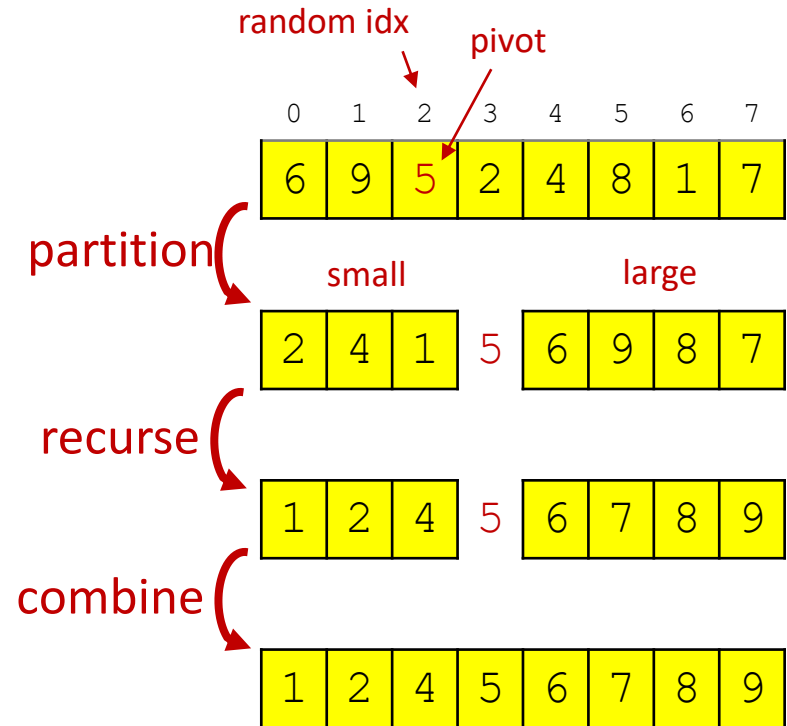 random idx
pivot
0 1 2 3 4 5 6 7
6 9 5 2 4 8 1 7
partition
small large
2 4 1 5 6 9 8 7
recurse
1 2 4 5 6 7 8 9
combine
1 2 4 5 6 7 8 9